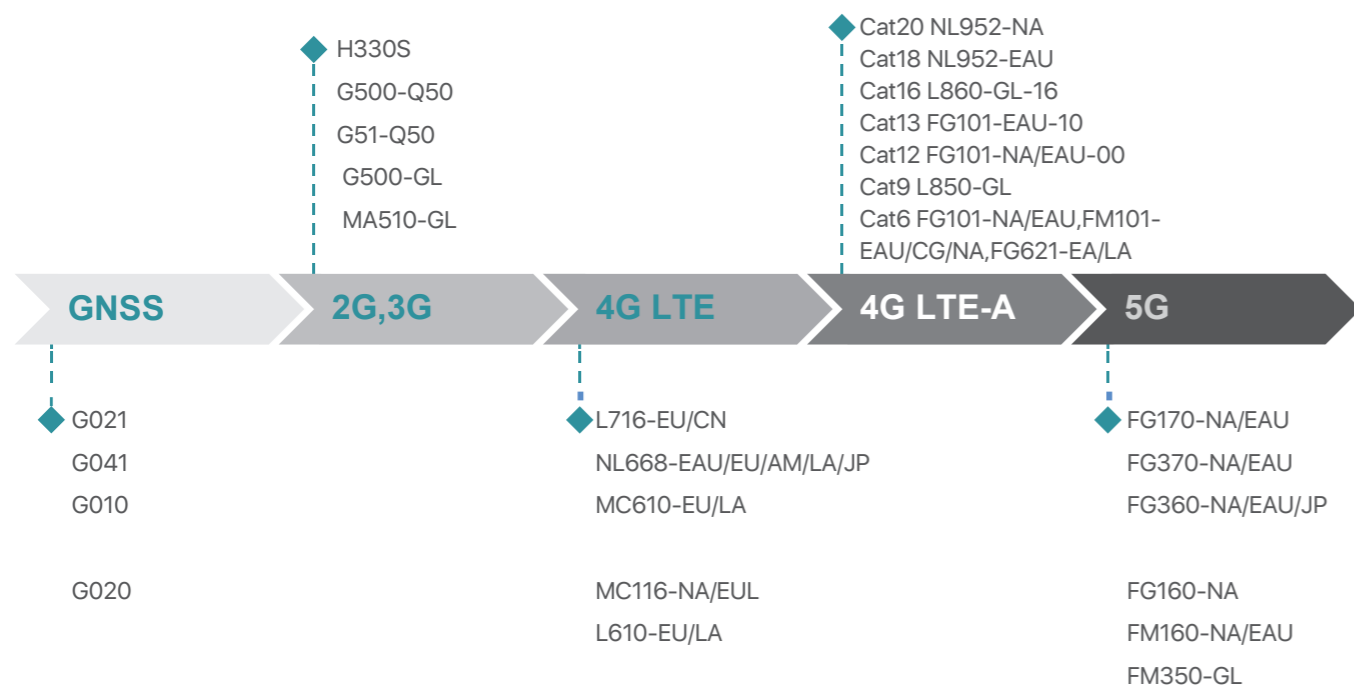 H330S
G500-Q50
G51-Q50
G500-GL
MA510-GL
Cat20 NL952-NA
Cat18 NL952-EAU
Cat16 L860-GL-16
Cat13 FG101-EAU-10
Cat12 FG101-NA/EAU-00
Cat9 L850-GL
Cat6 FG101-NA/EAU,FM101-
EAU/CG/NA,FG621-EA/LA
GNSS
2G,3G
4G LTE
4G LTE-A
5G
G021
G041
G010
G020
L716-EU/CN
NL668-EAU/EU/AM/LA/JP
MC610-EU/LA
MC116-NA/EUL
L610-EU/LA
FG170-NA/EAU
FG370-NA/EAU
FG360-NA/EAU/JP
FG160-NA
FM160-NA/EAU
FM350-GL